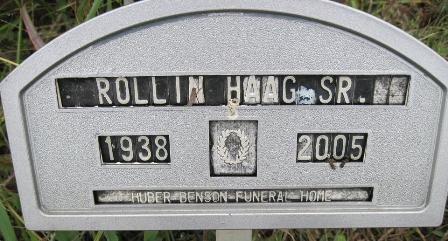 ROLLIN HAAG SR.
1938 2005
HUBER-BENSON FUNERAL HOME